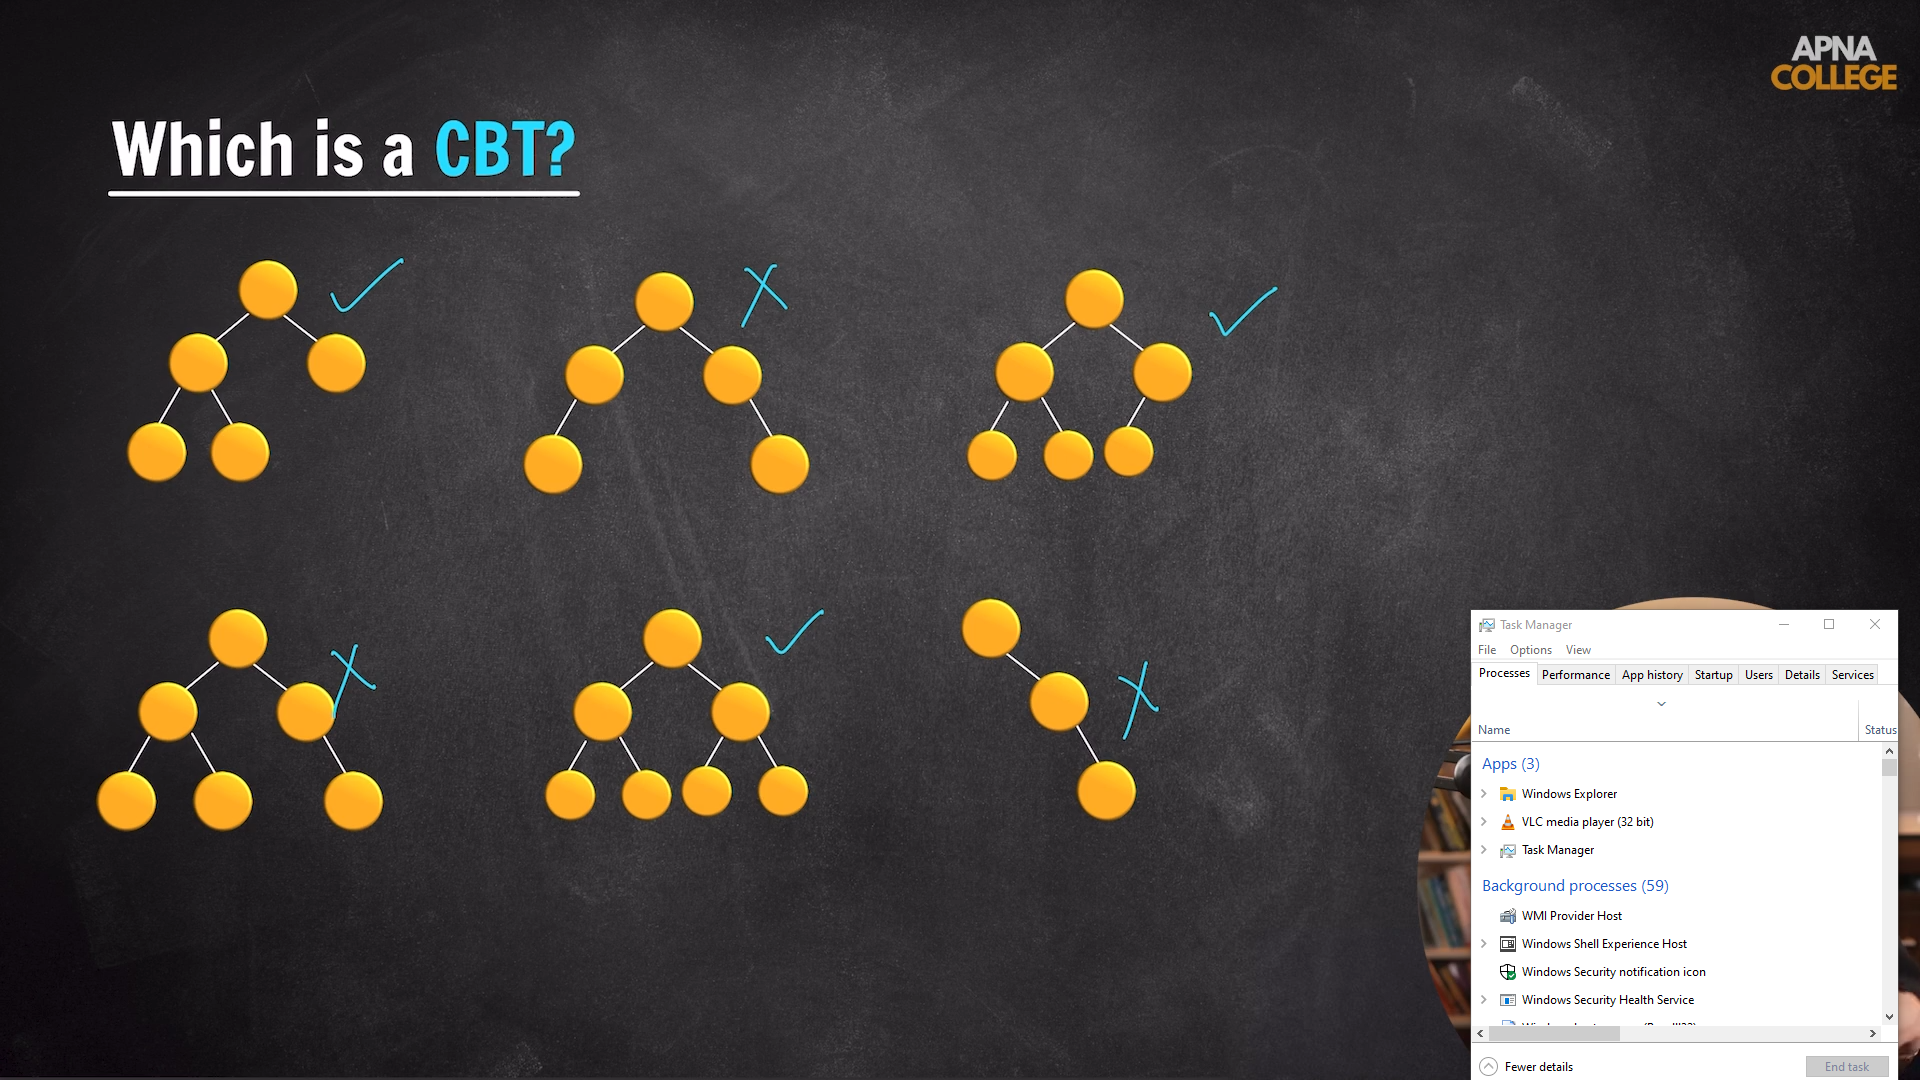 APNA
COLLEGE
Which is a CBT?
Task Manager
File Options View
Processes Performance App history Startup Users Details Services
Name Status
Apps (3)
Windows Explorer
VLC media player (32 bit)
Task Manager
Background processes (59)
WMI Provider Host
Windows Shell Experience Host
Windows Security notification icon
Windows Security Health Service
Fewer details End task